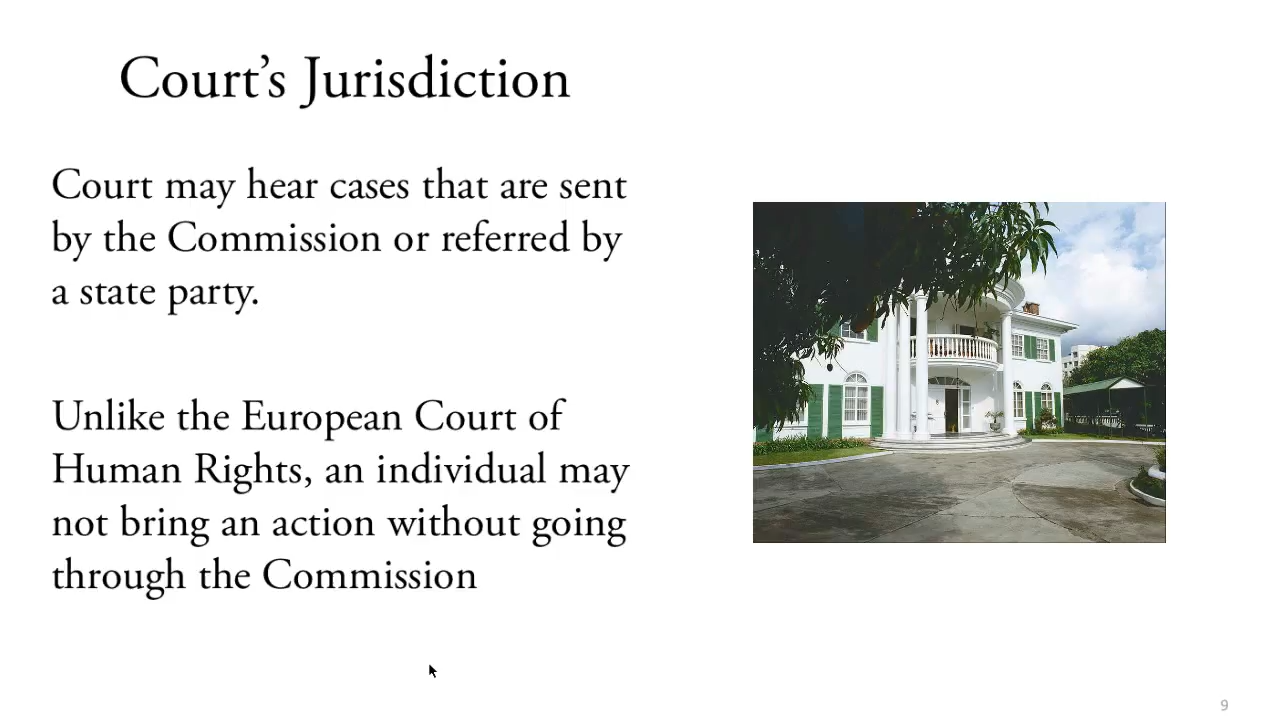 Court’s Jurisdiction
Court may hear cases that are sent
by the Commission or referred by
a state party.
Unlike the European Court of
Human Rights, an individual may
not bring an action without going
through the Commission
9